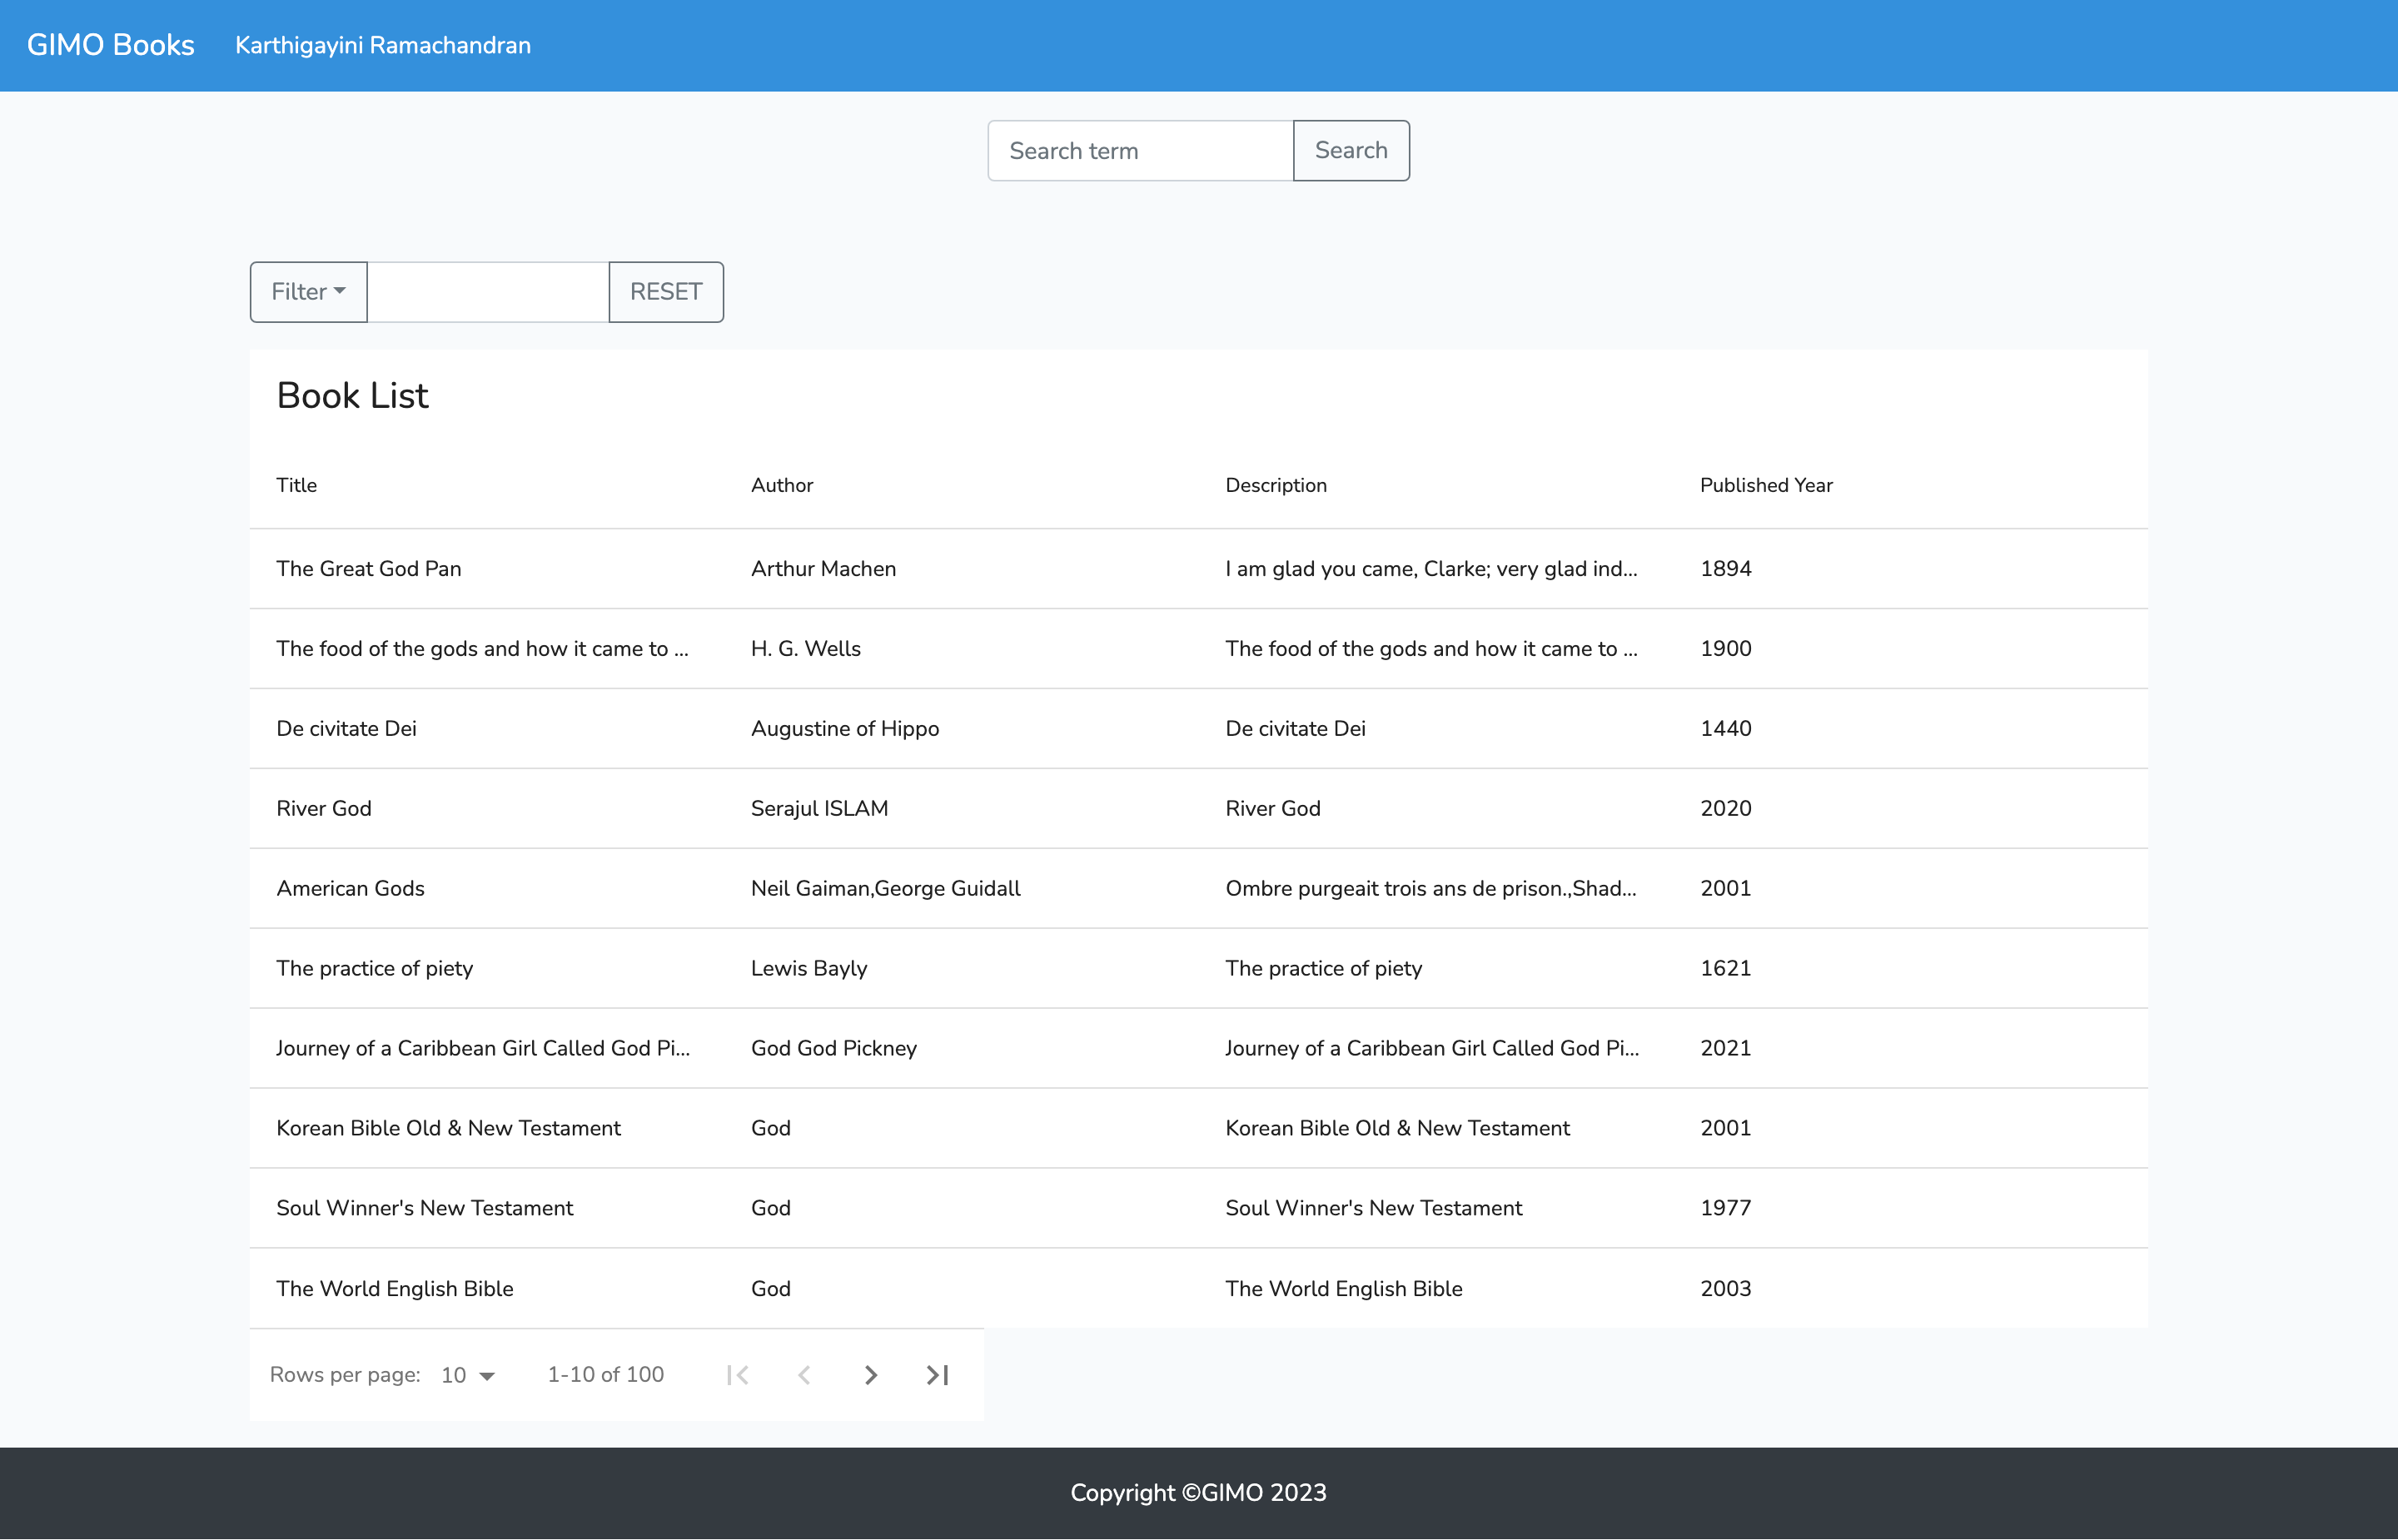 GIMO Books Karthigayini Ramachandran
Search term Search
Filter RESET
Book List
Title Author Description Published Year
The Great God Pan Arthur Machen I am glad you came, Clarke; very glad ind... 1894
The food of the gods and how it came to ... H. G. Wells The food of the gods and how it came to ... 1900
De civitate Dei Augustine of Hippo De civitate Dei 1440
River God Serajul ISLAM River God 2020
American Gods Neil Gaiman,George Guidall Ombre purgeait trois ans de prison.,Shad... 2001
The practice of piety Lewis Bayly The practice of piety 1621
Journey of a Caribbean Girl Called God Pi... God God Pickney Journey of a Caribbean Girl Called God Pi... 2021
Korean Bible Old & New Testament God Korean Bible Old & New Testament 2001
Soul Winner's New Testament God Soul Winner's New Testament 1977
The World English Bible God The World English Bible 2003
Rows per page: 10 1-10 of 100
Copyright ©GIMO 2023